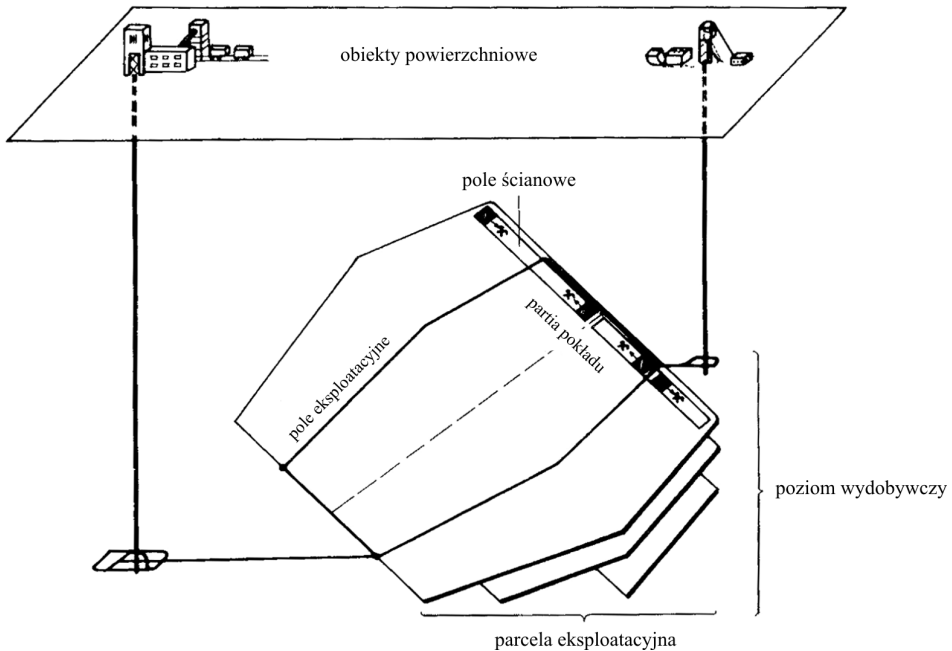 obiekty powierzchniowe
pole ścianowe
partia pokładu
pole eksploatacyjne
poziom wydobywczy
parcela eksploatacyjna